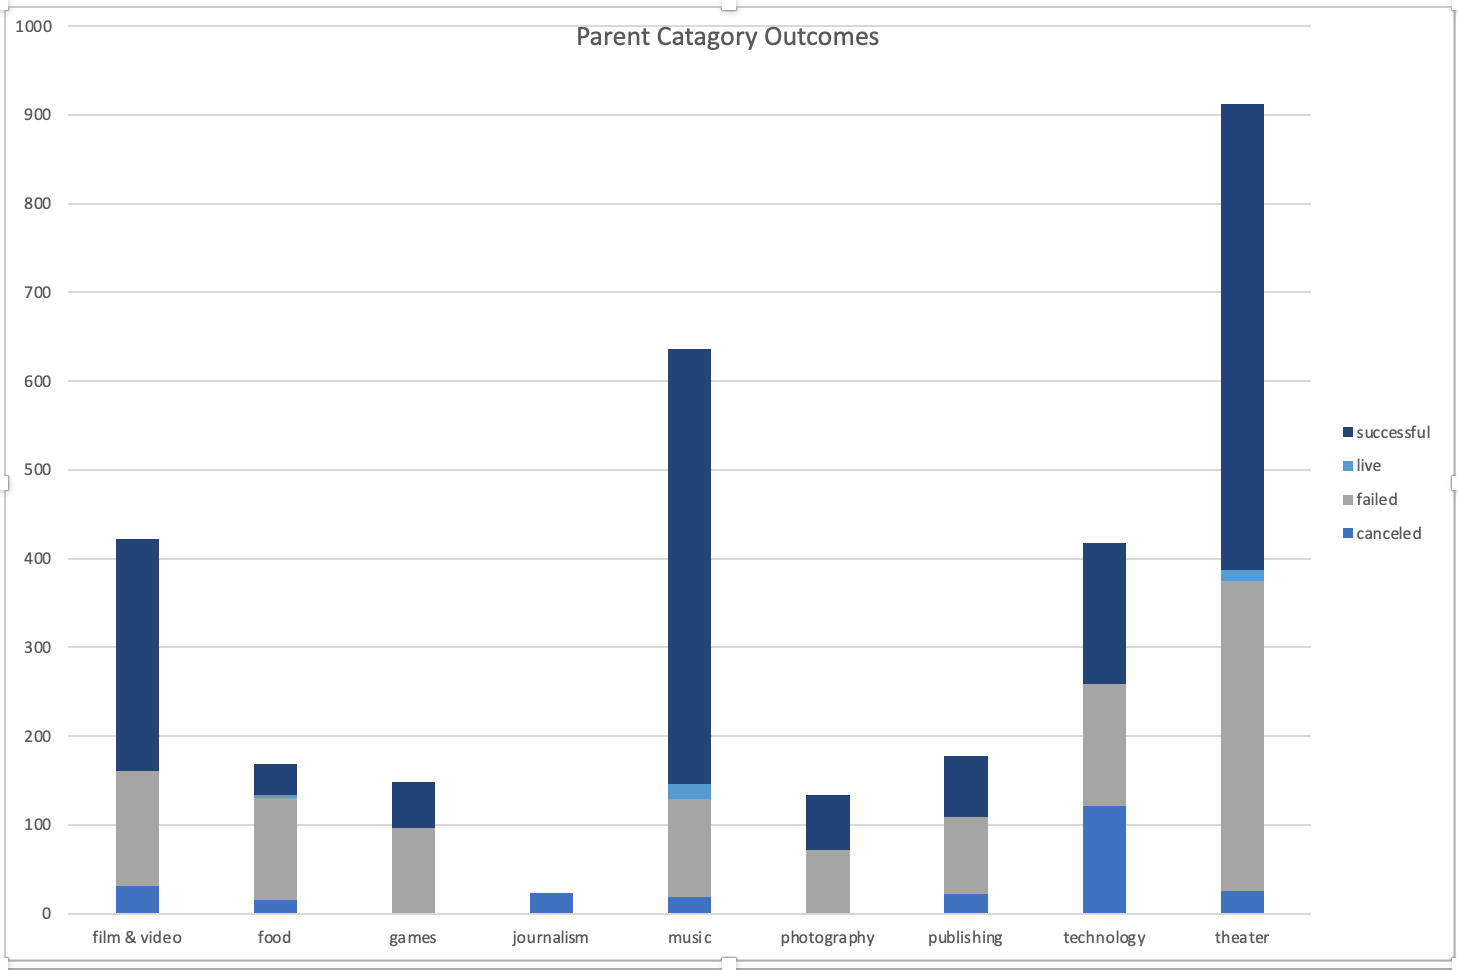 Parent Catagory Outcomes
1000
900
800
700
600
500
400
300
200
100
0
film & video
food
games
journalism
music
photography
publishing
technology
theater
successful
live
failed
canceled